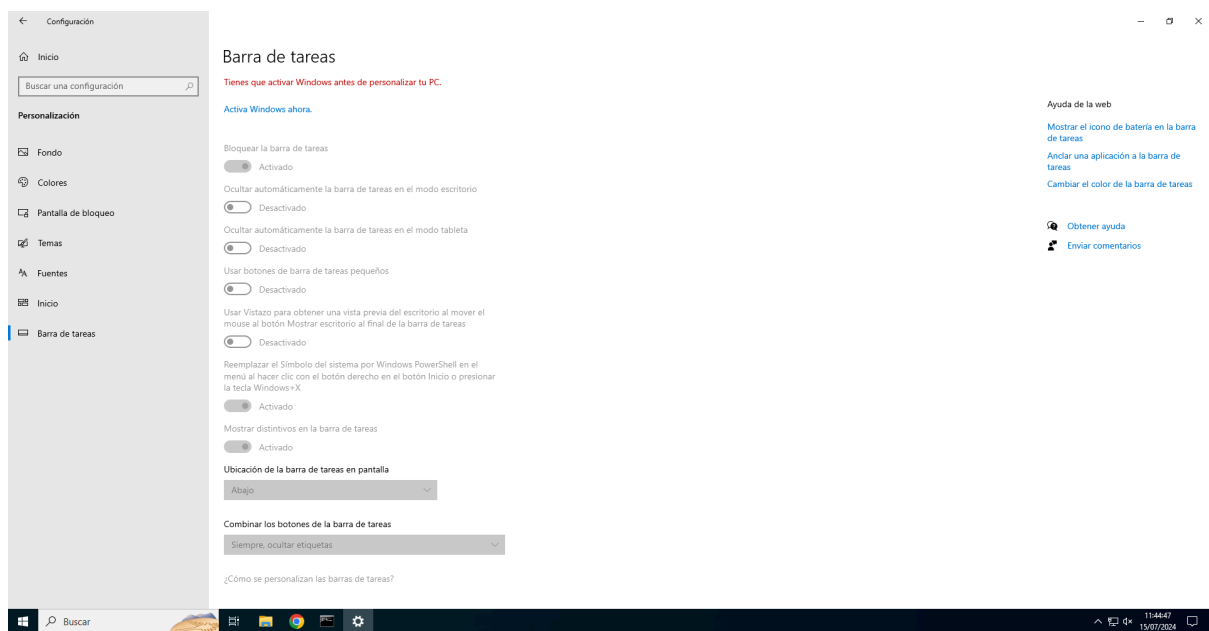 Configuración
Inicio
Buscar una configuración
Personalización
Fondo
Colores
Pantalla de bloqueo
Temas
Fuentes
Inicio
Barra de tareas
Barra de tareas
Tienes que activar Windows antes de personalizar tu PC.
Activa Windows ahora.
Bloquear la barra de tareas
Activado
Ocultar automáticamente la barra de tareas en el modo escritorio
Desactivado
Ocultar automáticamente la barra de tareas en el modo tableta
Desactivado
Usar botones de barra de tareas pequeños
Desactivado
Usar Vistazo para obtener una vista previa del escritorio al mover el
mouse al botón Mostrar escritorio al final de la barra de tareas
Desactivado
Reemplazar el Símbolo del sistema por Windows PowerShell en el
menú al hacer clic con el botón derecho en el botón Inicio o presionar
la tecla Windows+X
Activado
Mostrar distintivos en la barra de tareas
Activado
Ubicación de la barra de tareas en pantalla
Abajo
Combinar los botones de la barra de tareas
Siempre, ocultar etiquetas
¿Cómo se personalizan las barras de tareas?
Ayuda de la web
Mostrar el icono de batería en la barra
de tareas
Anclar una aplicación a la barra de
tareas
Cambiar el color de la barra de tareas
Obtener ayuda
Enviar comentarios
Buscar
11:44:47
15/07/2024